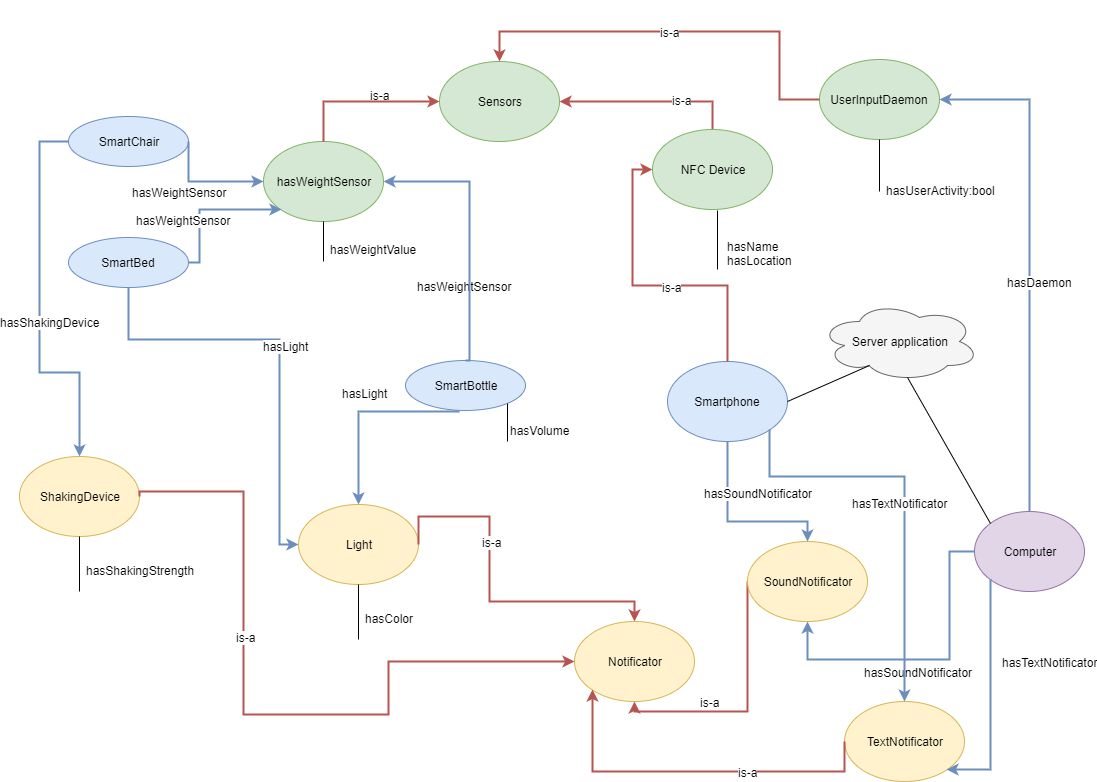 is-a
is-a
Sensors
is-a
UserInputDaemon
SmartChair
hasWeightSensor
NFC Device
hasWeightSensor
hasUserActivity:bool
hasWeightSensor
hasWeightValue
hasName
hasLocation
SmartBed
hasWeightSensor
is-a
hasDaemon
hasShakingDevice
hasLight
Server application
SmartBottle
hasLight
Smartphone
hasVolume
ShakingDevice
hasSoundNotificator
hasTextNotificator
Light
is-a
Computer
hasShakingStrength
SoundNotificator
hasColor
is-a
Notificator
hasSoundNotificator
hasTextNotificator
is-a
TextNotificator
is-a